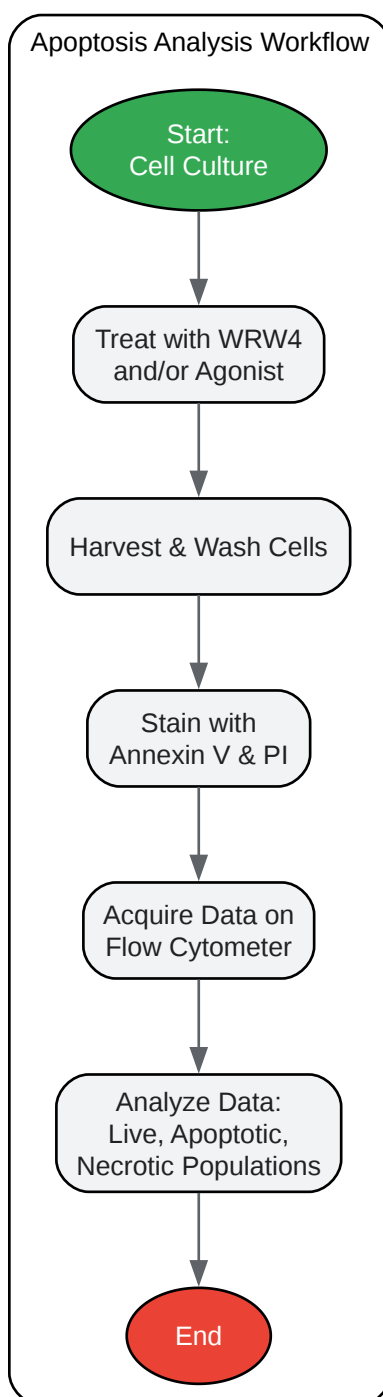 Apoptosis Analysis Workflow
Start:
Cell Culture
Treat with WRW4
and/or Agonist
Harvest & Wash Cells
Stain with
Annexin V & PI
Acquire Data on
Flow Cytometer
Analyze Data:
Live, Apoptotic,
Necrotic Populations
End